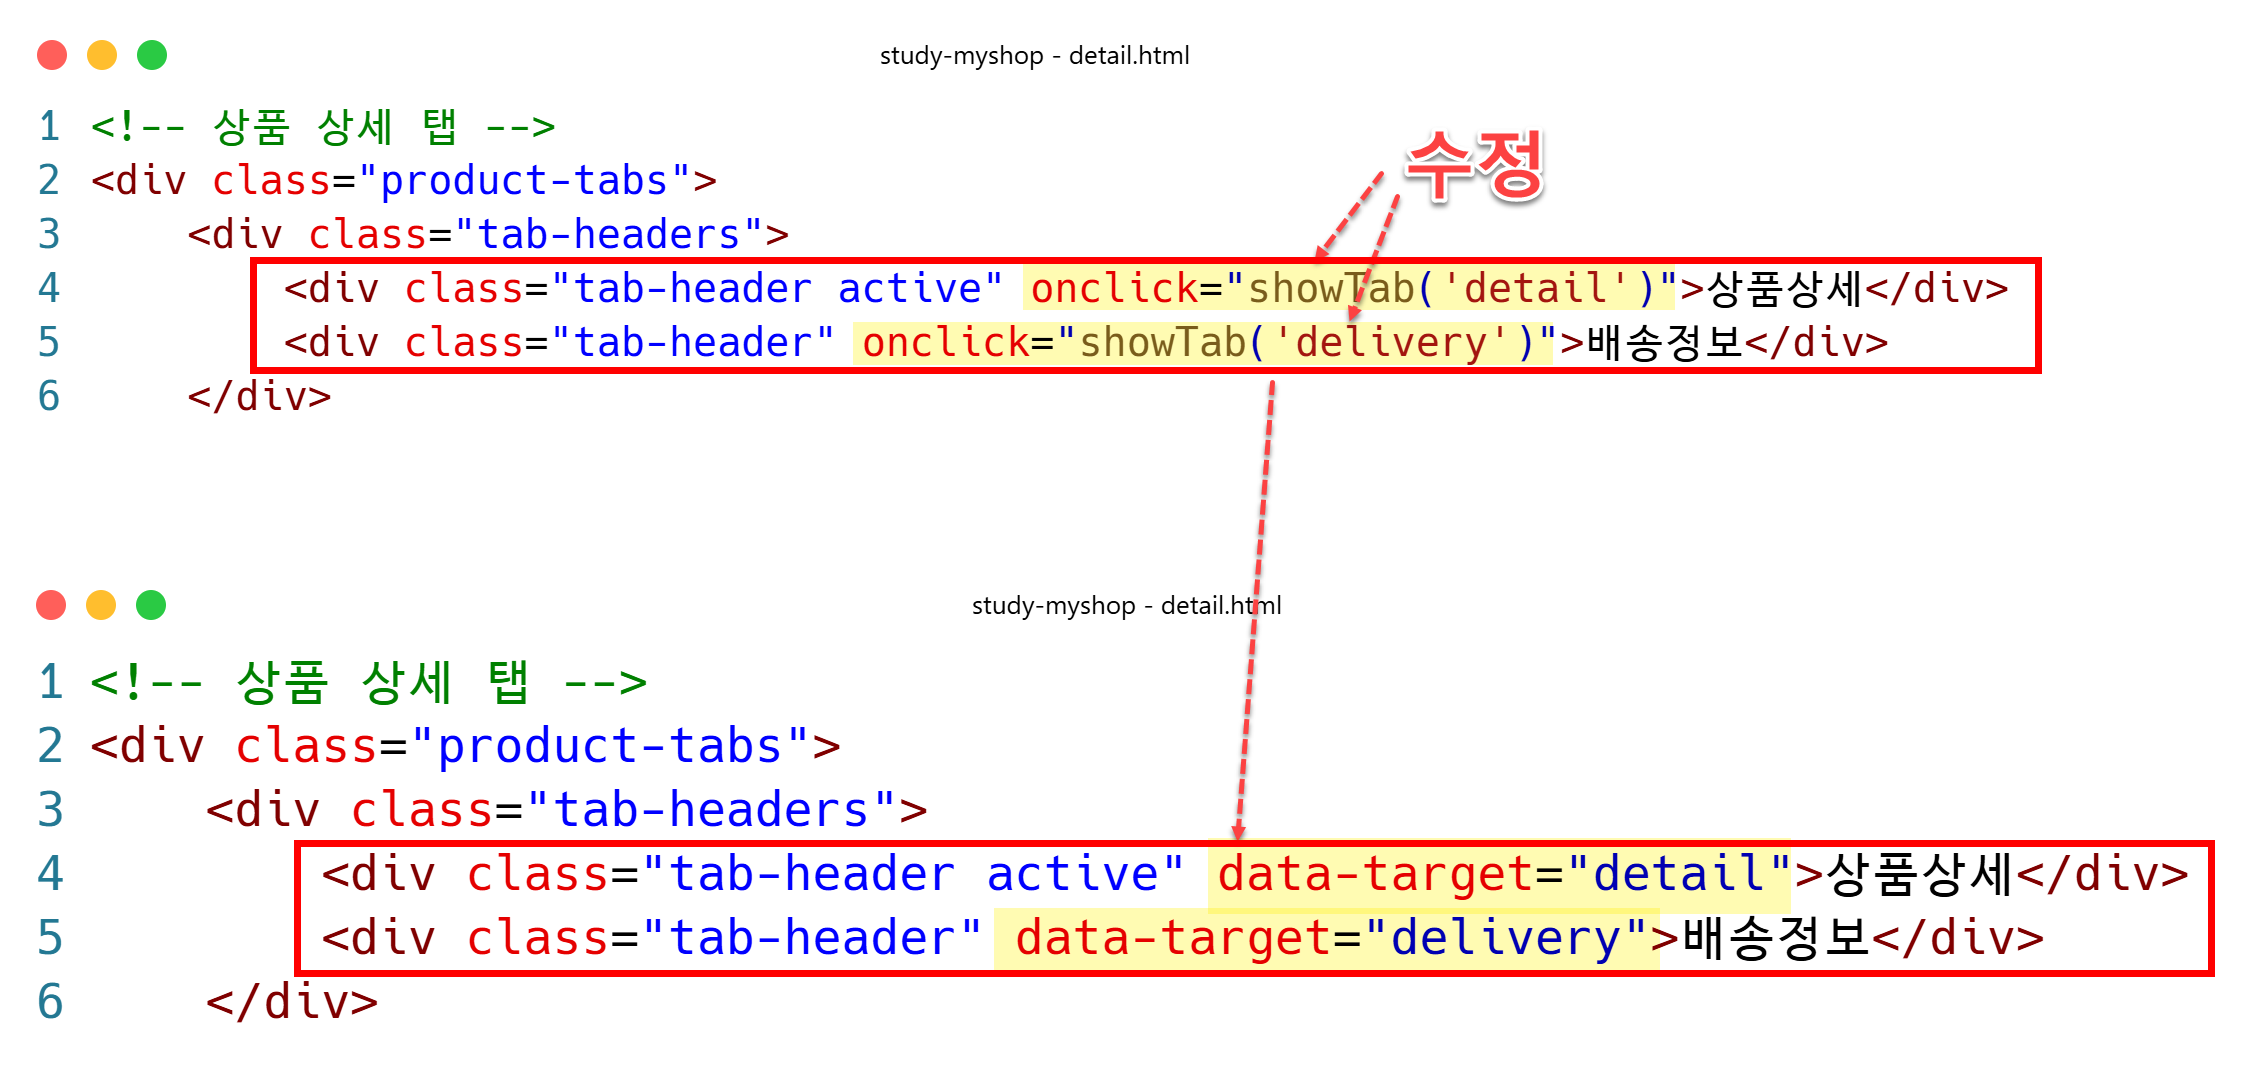 study-myshop - detail.html
1 <!-- 상품 상세 탭 -->
수정
2 <div class="product-tabs">
3     <div class="tab-headers">
4         <div class="tab-header active" onclick="showTab('detail')">상품상세</div>
5         <div class="tab-header" onclick="showTab('delivery')">배송정보</div>
6     </div>
study-myshop - detail.html
1 <!-- 상품 상세 탭 -->
2 <div class="product-tabs">
3     <div class="tab-headers">
4         <div class="tab-header active" data-target="detail">상품상세</div>
5         <div class="tab-header" data-target="delivery">배송정보</div>
6     </div>